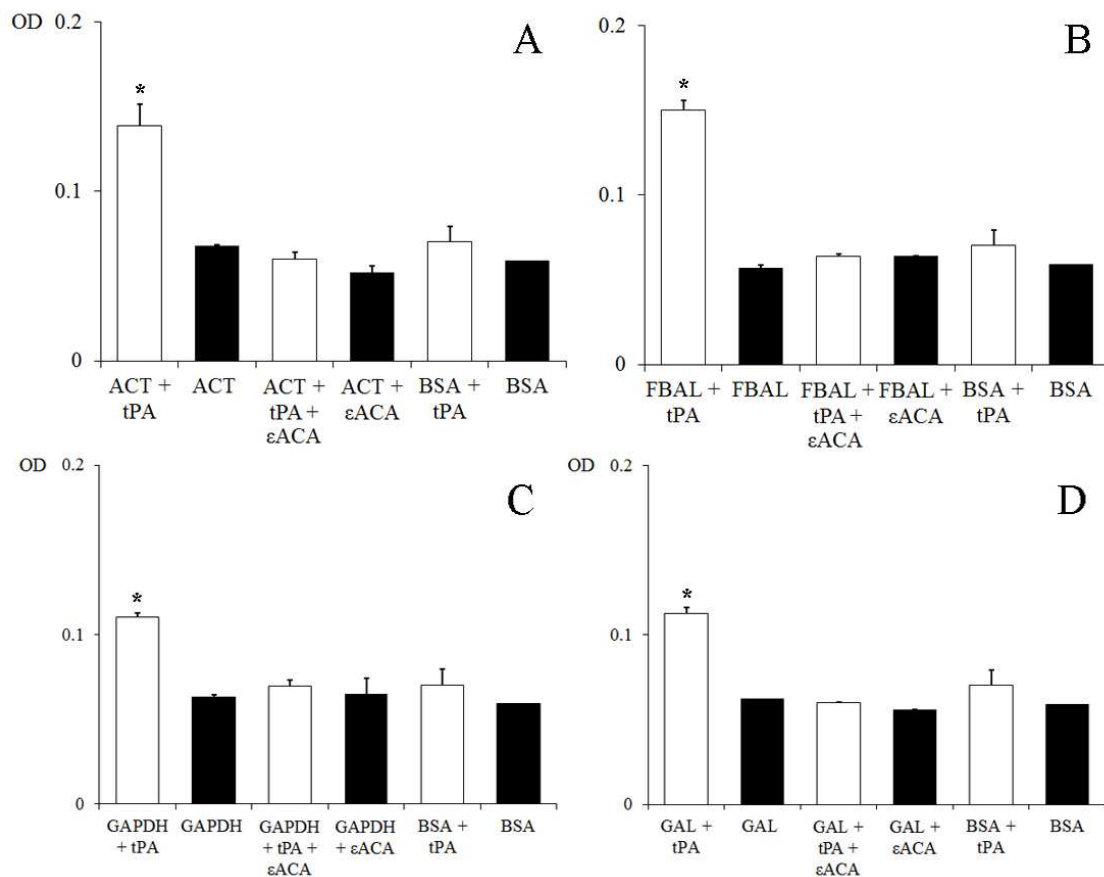 OD 0.2
A
*
0.1
0
ACT + ACT ACT + ACT + BSA + BSA
tPA tPA + εACA tPA
εACA
0.2
B
*
0.1
0
FBAL + FBAL FBAL + FBAL + BSA + BSA
tPA tPA + εACA tPA
εACA
OD 0.2
C
*
0.1
0
GAPDH GAPDH GAPDH GAPDH BSA + BSA
+ tPA + tPA + + εACA tPA
εACA
OD 0.2
D
*
0.1
0
GAL + GAL GAL + GAL + BSA + BSA
tPA tPA + εACA tPA
εACA